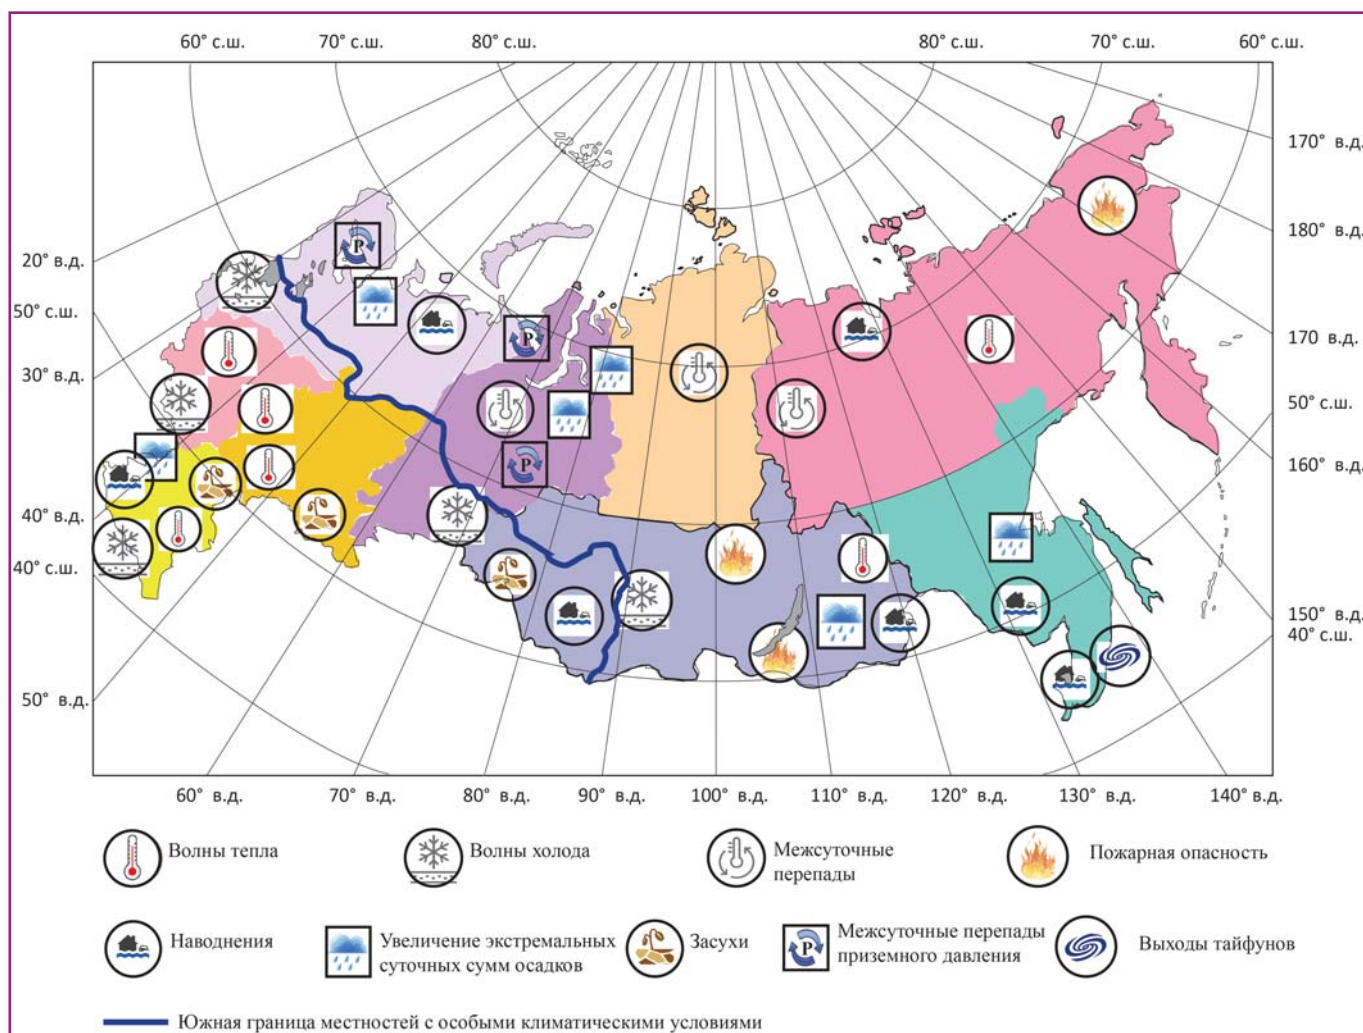 60° с.ш. 70° с.ш. 80° с.ш. 80° с.ш. 70° с.ш. 60° с.ш.
170° в.д.
180° в.д.
20° в.д.
50° с.ш.
170° в.д.
30° в.д.
50° с.ш.
160° в.д.
40° в.д.
40° с.ш.
150° в.д.
40° с.ш.
50° в.д.
60° в.д. 70° в.д. 80° в.д. 90° в.д. 100° в.д. 110° в.д. 120° в.д. 130° в.д. 140° в.д.
P
P
P
Волны тепла
Волны холода
Межсуточные
перепады
Пожарная опасность
Наводнения
Увеличение экстремальных
суточных сумм осадков
Засухи
P
Межсуточные перепады
приземного давления
Выходы тайфунов
Южная граница местностей с особыми климатическими условиями